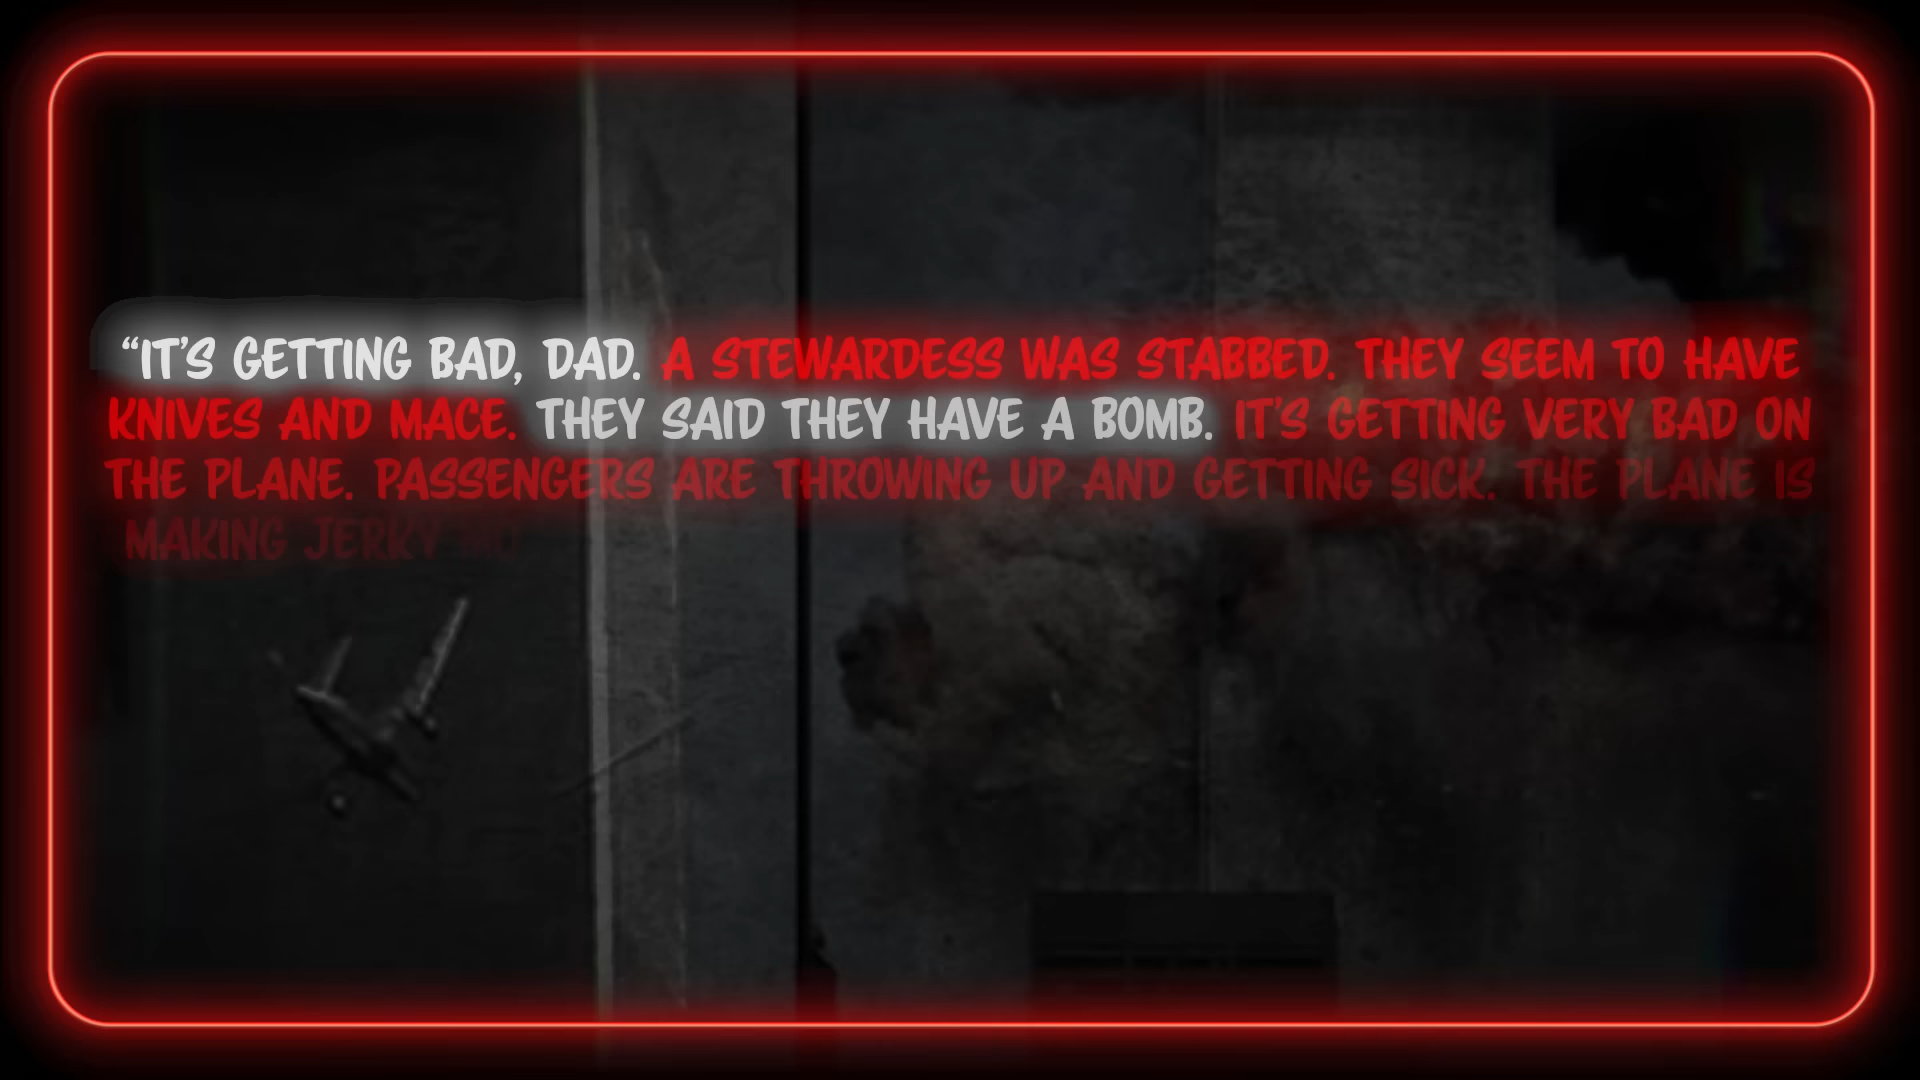 “IT’S GETTING BAD, DAD. A STEWARDESS WAS STABBED. THEY SEEM TO HAVE
KNIVES AND MACE. THEY SAID THEY HAVE A BOMB. IT’S GETTING VERY BAD ON
THE PLANE. PASSENGERS ARE THROWING UP AND GETTING SICK. THE PLANE IS
MAKING JERKY